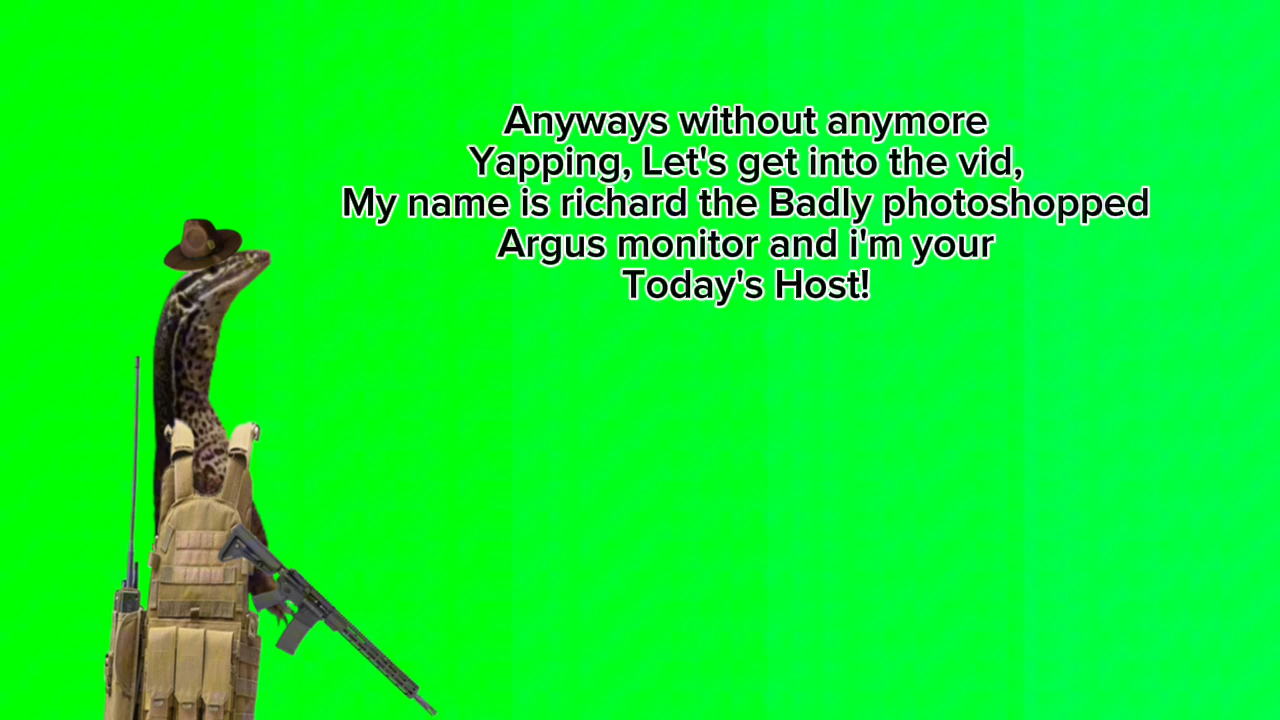 Anyways without anymore
Yapping, Let's get into the vid,
My name is richard the Badly photoshopped
Argus monitor and i'm your
Today's Host!